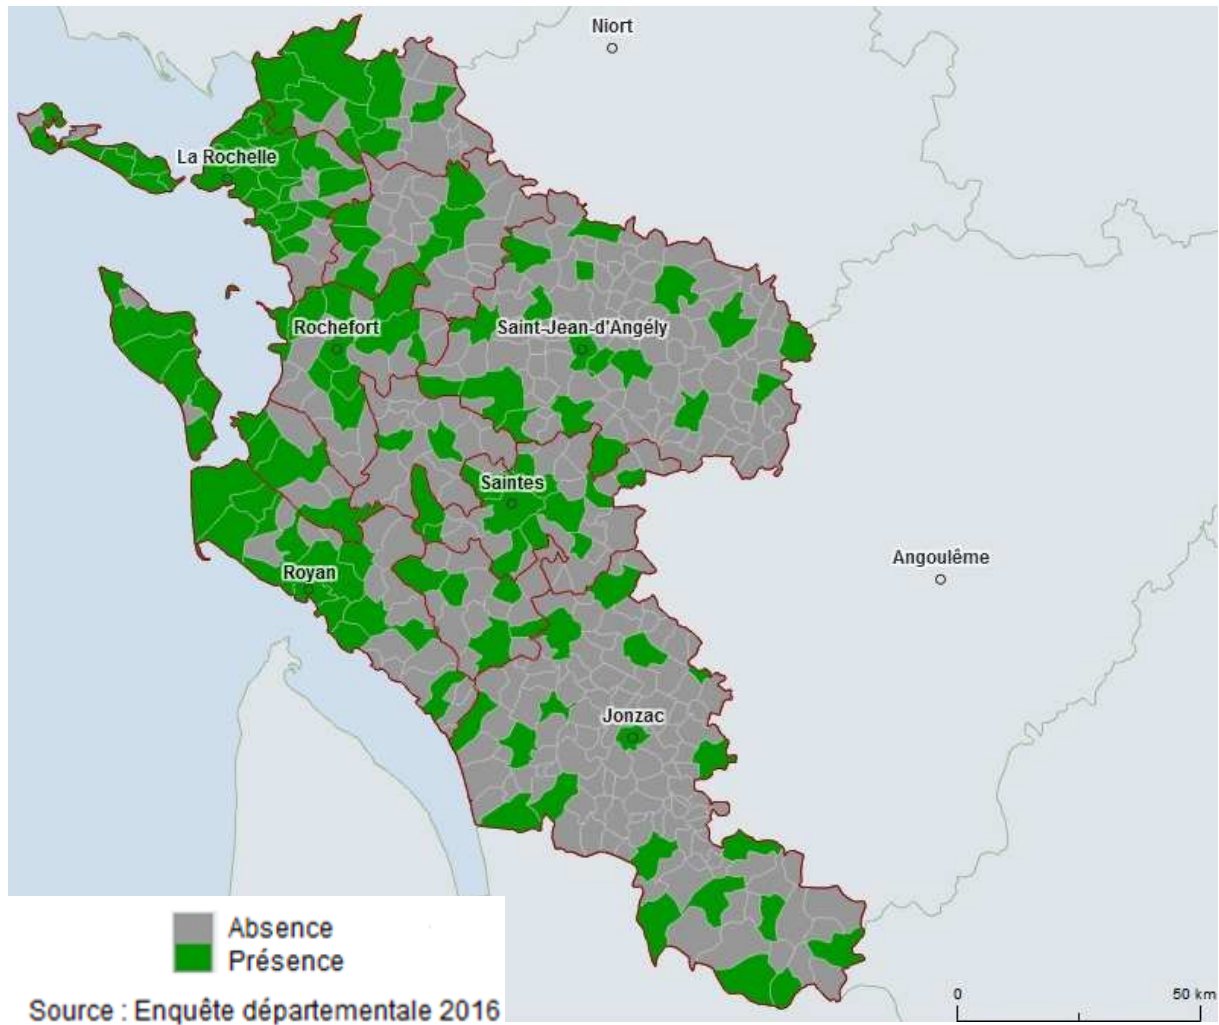 Niort
La Rochelle
Rochefort
Saint-Jean-d'Angély
Saintes
Angoulême
Royan
Jonzac
Absence
Présence
Source : Enquête départementale 2016
0 50 km